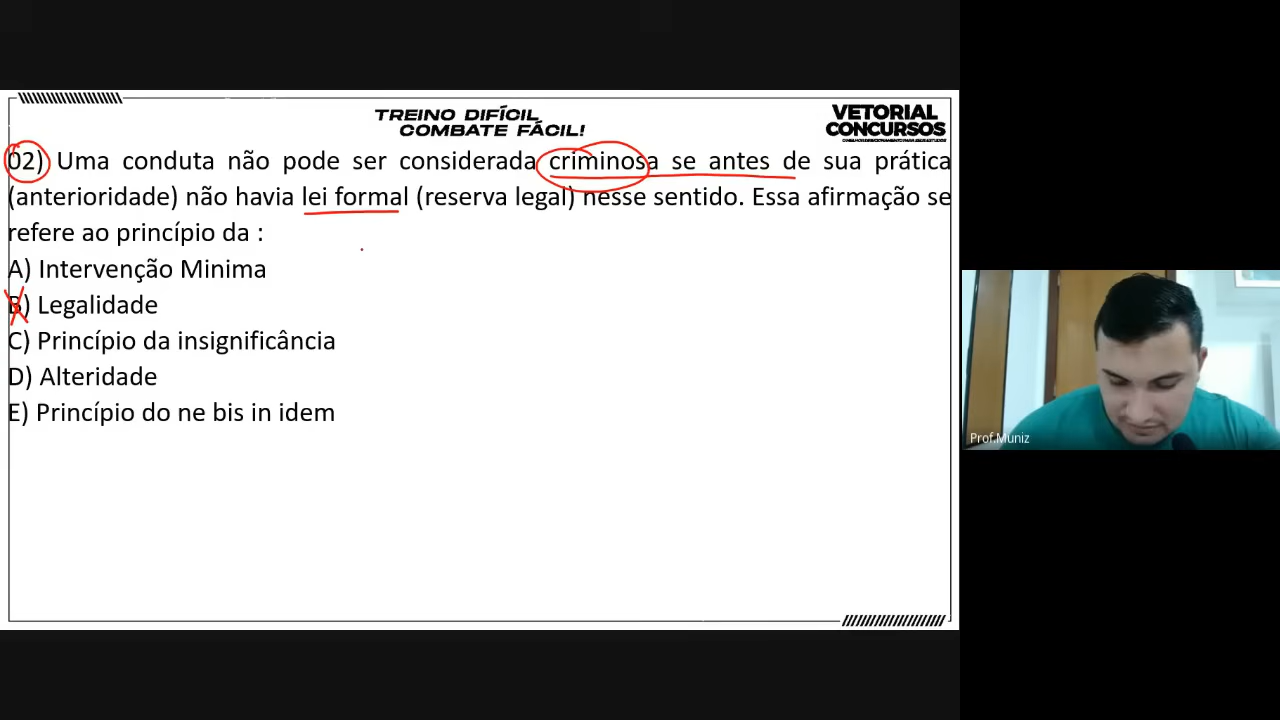 TREINO DIFÍCIL
COMBATE FÁCIL!
VETORIAL
CONCURSOS
02) Uma conduta não pode ser considerada criminosa se antes de sua prática
(anterioridade) não havia lei formal (reserva legal) nesse sentido. Essa afirmação se
refere ao princípio da :
A) Intervenção Minima
B) Legalidade
C) Princípio da insignificância
D) Alteridade
E) Princípio do ne bis in idem
Prof.Muniz